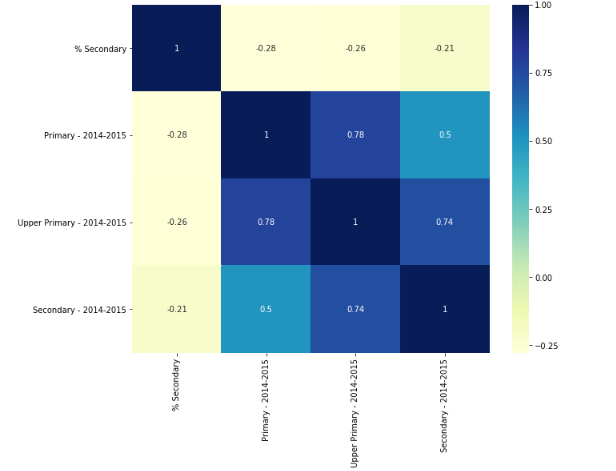 % Secondary
1
-0.28
-0.26
-0.21
1.00
Primary - 2014-2015
-0.28
1
0.78
0.5
0.75
Upper Primary - 2014-2015
-0.26
0.78
1
0.74
0.50
Secondary - 2014-2015
-0.21
0.5
0.74
1
0.25
0.00
−0.25
% Secondary
Primary - 2014-2015
Upper Primary - 2014-2015
Secondary - 2014-2015